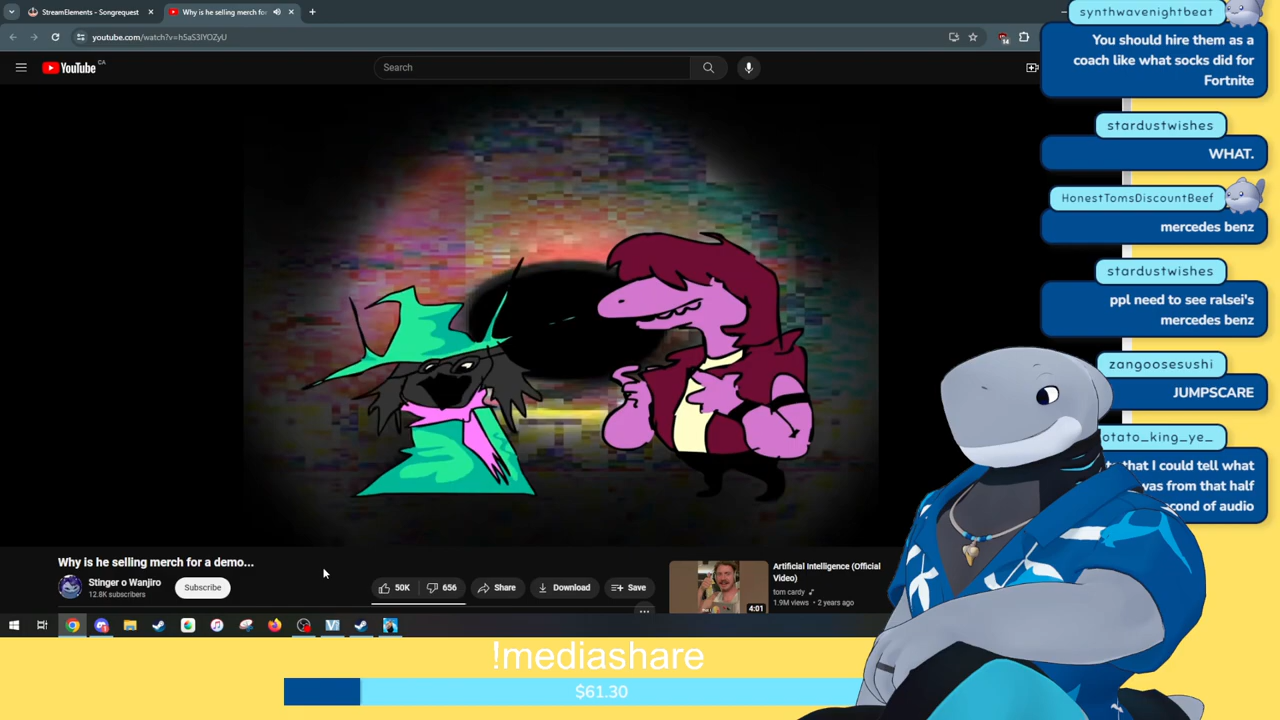 StreamElements - Songrequest
Why is he selling merch for
youtube.com/watch?v=h5aS3IYOZyU
14
YouTube CA
Search
Why is he selling merch for a demo...
Stinger o Wanjiro
12.8K subscribers
Subscribe
50K
656
Share
Download
Save
4:01
Artificial Intelligence (Official
Video)
tom cardy
1.9M views • 2 years ago
!mediashare
$61.30
synthwavenightbeat
You should hire them as a
coach like what socks did for
Fortnite
stardustwishes
WHAT.
HonestTomsDiscountBeef
mercedes benz
stardustwishes
ppl need to see ralsei's
mercedes benz
zangoosesushi
JUMPSCARE
otato_king_ye_
that I could tell what
was from that half
second of audio